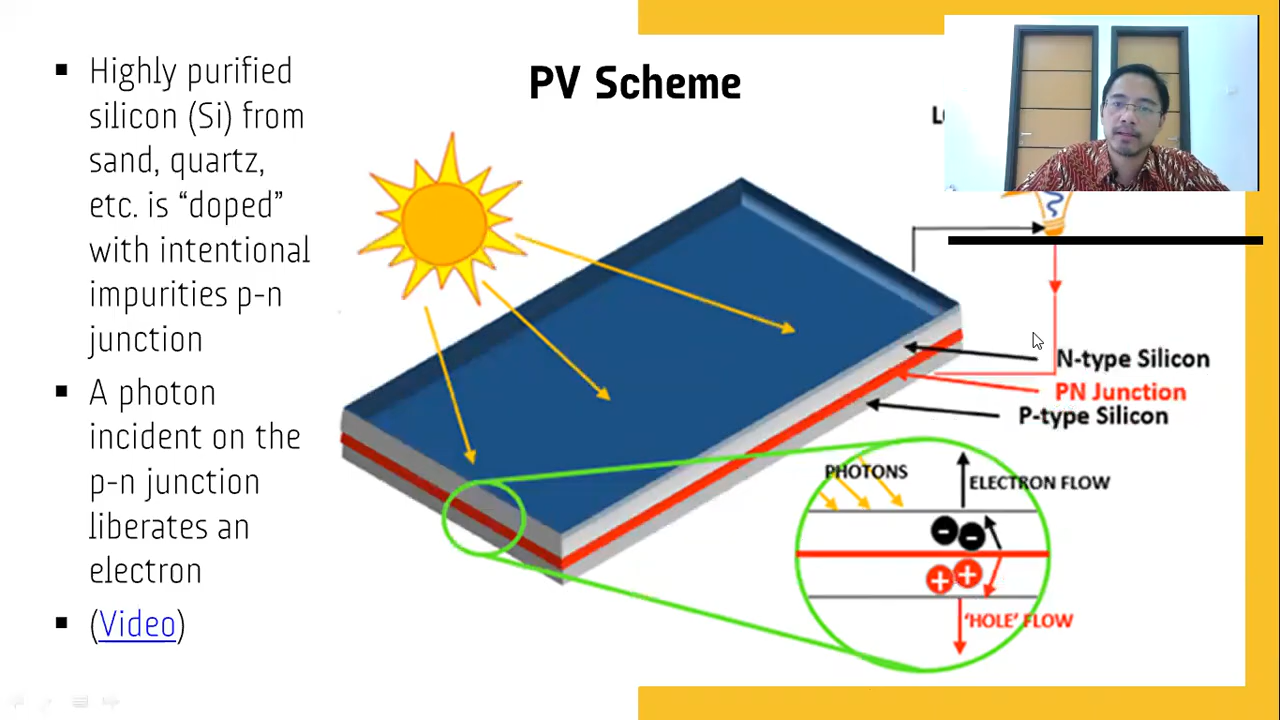 PV Scheme
Highly purified
silicon (Si) from
sand, quartz,
etc. is “doped”
with intentional
impurities p-n
junction
A photon
incident on the
p-n junction
liberates an
electron
(Video)
N-type Silicon
PN Junction
P-type Silicon
PHOTONS
ELECTRON FLOW
‘HOLE’ FLOW